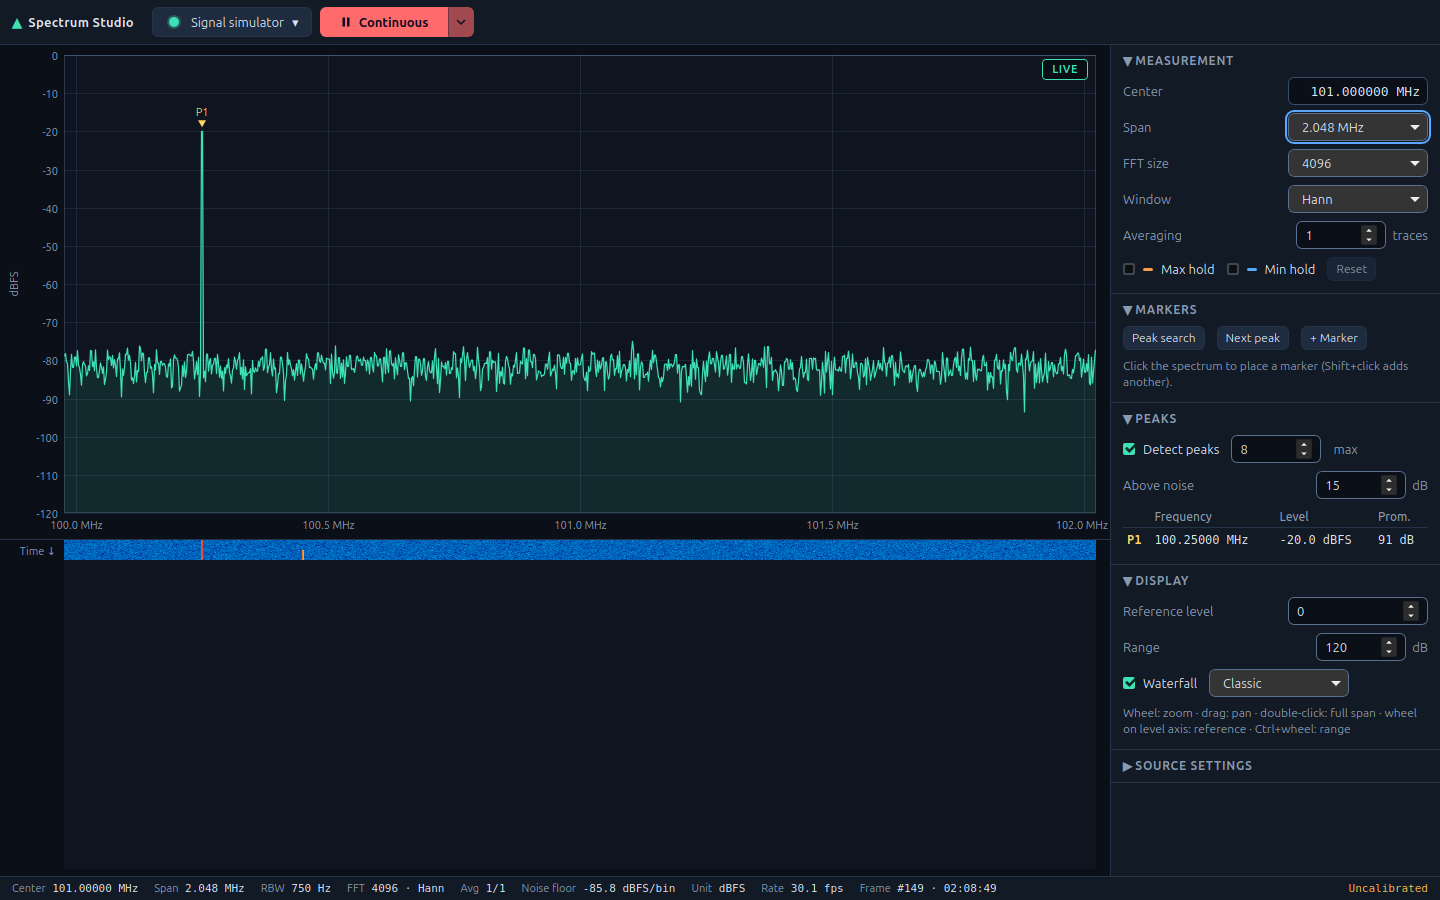 ▲ Spectrum Studio
Signal simulator ▾
Continuous
LIVE
0
-10
-20
-30
-40
-50
-60
-70
-80
-90
-100
-110
-120
dBFS
P1
100.0 MHz
100.5 MHz
101.0 MHz
101.5 MHz
102.0 MHz
Time ↓
▼ MEASUREMENT
Center 101.000000 MHz
Span 2.048 MHz
FFT size 4096
Window Hann
Averaging 1 traces
Max hold Min hold Reset
▼ MARKERS
Peak search Next peak + Marker
Click the spectrum to place a marker (Shift+click adds
another).
▼ PEAKS
Detect peaks 8 max
Above noise 15 dB
Frequency Level Prom.
P1 100.25000 MHz -20.0 dBFS 91 dB
▼ DISPLAY
Reference level 0
Range 120 dB
Waterfall Classic
Wheel: zoom · drag: pan · double-click: full span · wheel
on level axis: reference · Ctrl+wheel: range
▶ SOURCE SETTINGS
Center 101.00000 MHz Span 2.048 MHz RBW 750 Hz FFT 4096 · Hann Avg 1/1 Noise floor -85.8 dBFS/bin Unit dBFS Rate 30.1 fps Frame #149 · 02:08:49 Uncalibrated